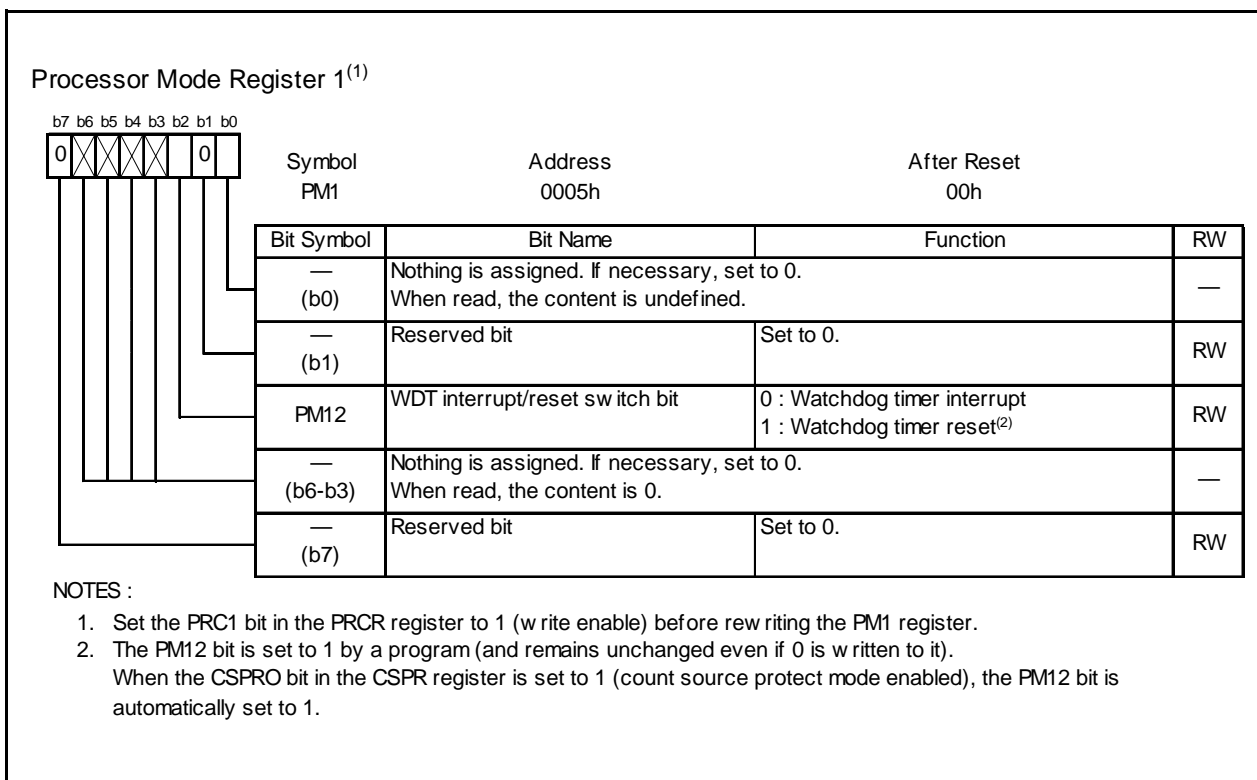 Processor Mode Register 1(1)
b7 b6 b5 b4 b3 b2 b1 b0
0 0
Symbol Address After Reset
PM1 0005h 00h
Bit Symbol Bit Name Function RW
— Nothing is assigned. If necessary, set to 0.
(b0) When read, the content is undefined. —
— Reserved bit Set to 0.
(b1) RW
PM12 WDT interrupt/reset switch bit 0 : Watchdog timer interrupt RW
1 : Watchdog timer reset(2)
— Nothing is assigned. If necessary, set to 0.
(b6-b3) When read, the content is 0. —
— Reserved bit Set to 0.
(b7) RW
NOTES :
1. Set the PRC1 bit in the PRCR register to 1 (write enable) before rewriting the PM1 register.
2. The PM12 bit is set to 1 by a program (and remains unchanged even if 0 is written to it).
When the CSPRO bit in the CSPR register is set to 1 (count source protect mode enabled), the PM12 bit is
automatically set to 1.